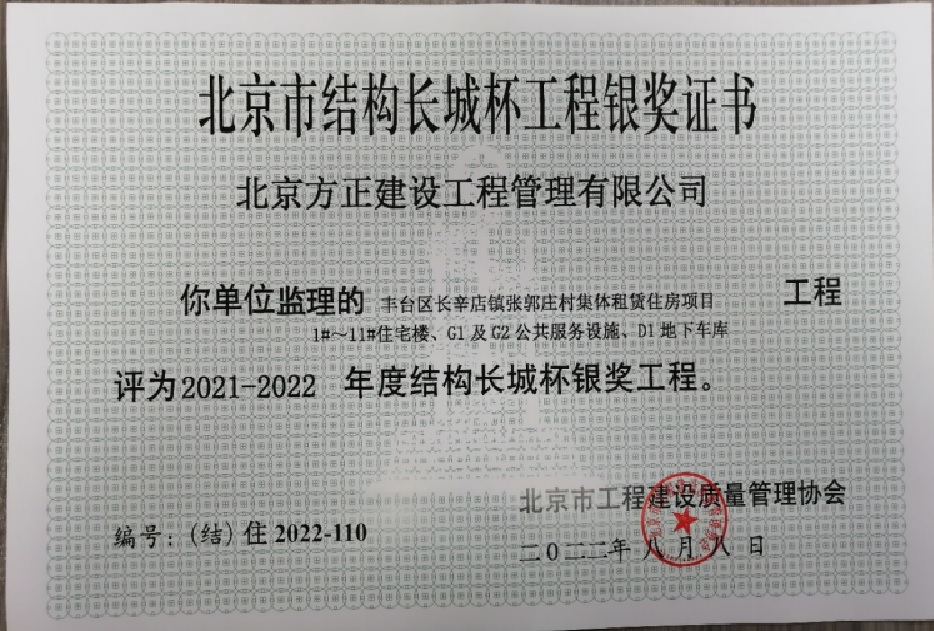 北京市结构长城杯工程银奖证书
北京方正建设工程管理有限公司
你单位监理的 丰台区长辛店镇张郭庄村集体租赁住房项目 工程
1#~11#住宅楼、G1及G2公共服务设施、D1地下车库
评为2021-2022 年度结构长城杯银奖工程。
北京市工程建设质量管理协会
编号：(结)住2022-110
二〇二二年八月八日